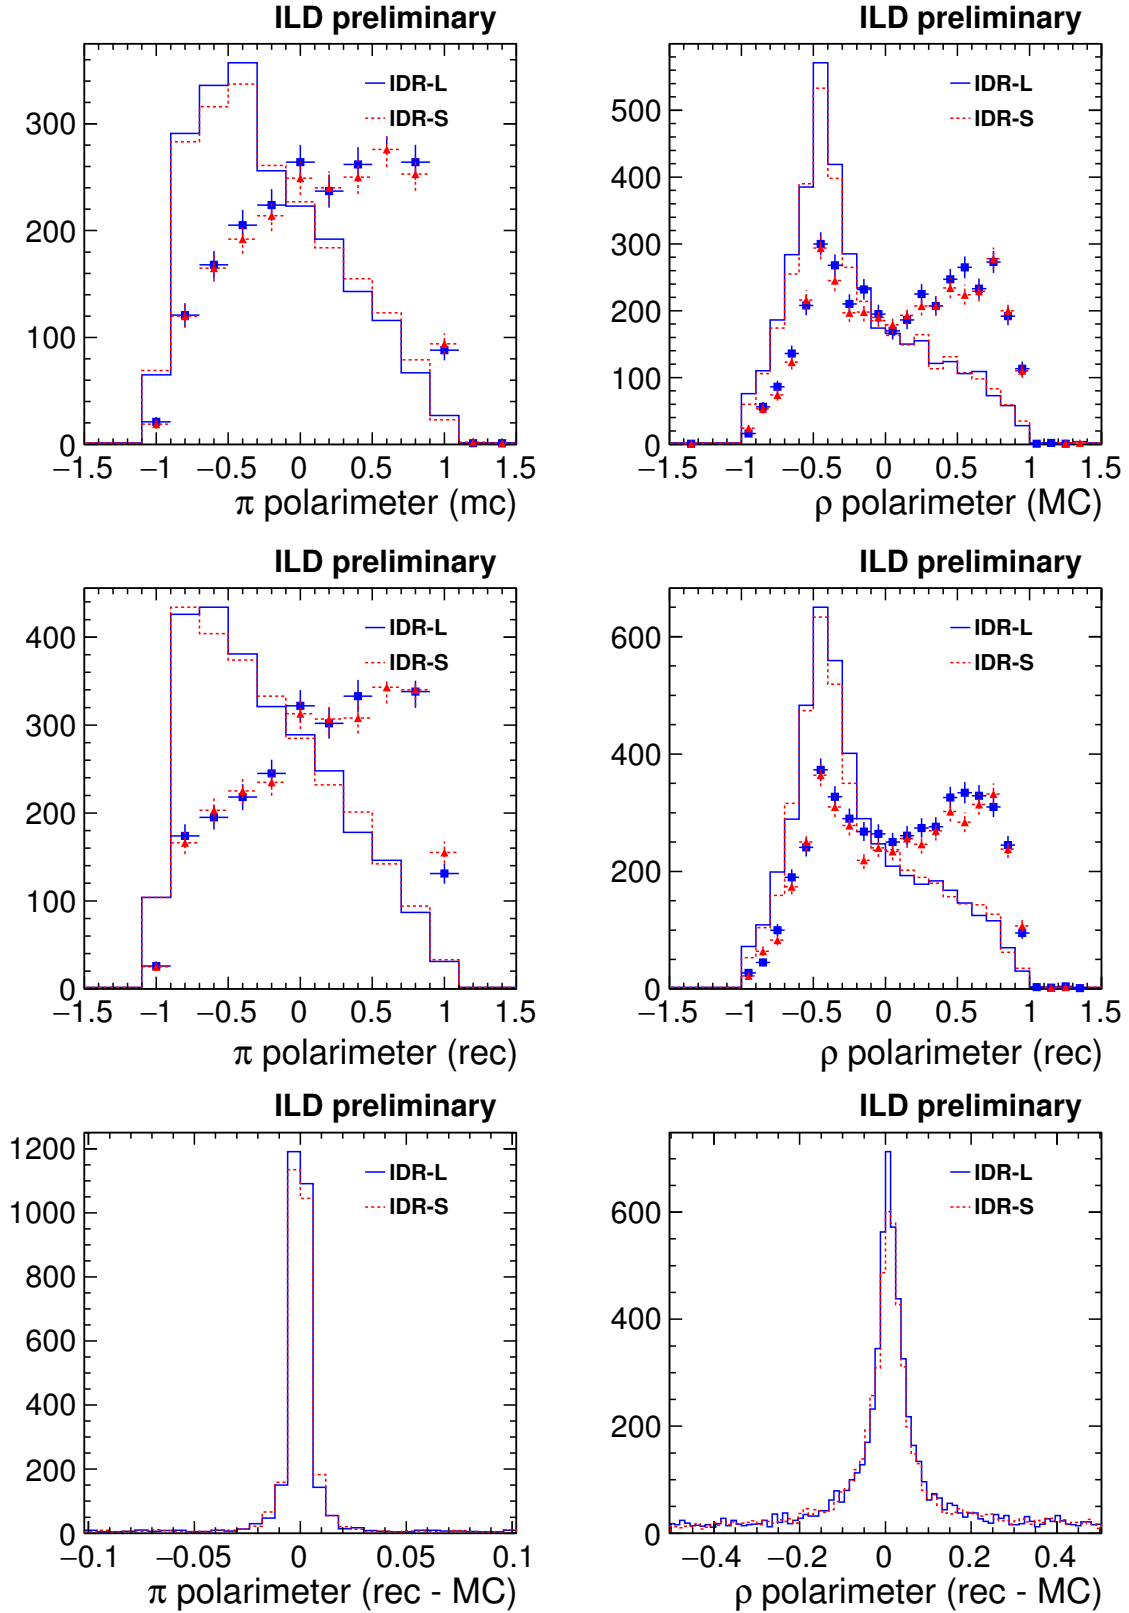 ILD preliminary
IDR-L
IDR-S
300
200
100
0
−1.5 −1 −0.5 0 0.5 1 1.5
π polarimeter (mc)
ILD preliminary
IDR-L
IDR-S
500
400
300
200
100
0
−1.5 −1 −0.5 0 0.5 1 1.5
ρ polarimeter (MC)
ILD preliminary
IDR-L
IDR-S
400
300
200
100
0
−1.5 −1 −0.5 0 0.5 1 1.5
π polarimeter (rec)
ILD preliminary
IDR-L
IDR-S
600
400
200
0
−1.5 −1 −0.5 0 0.5 1 1.5
ρ polarimeter (rec)
ILD preliminary
IDR-L
IDR-S
1200
1000
800
600
400
200
0
−0.1 −0.05 0 0.05 0.1
π polarimeter (rec - MC)
ILD preliminary
IDR-L
IDR-S
600
400
200
0
−0.4 −0.2 0 0.2 0.4
ρ polarimeter (rec - MC)